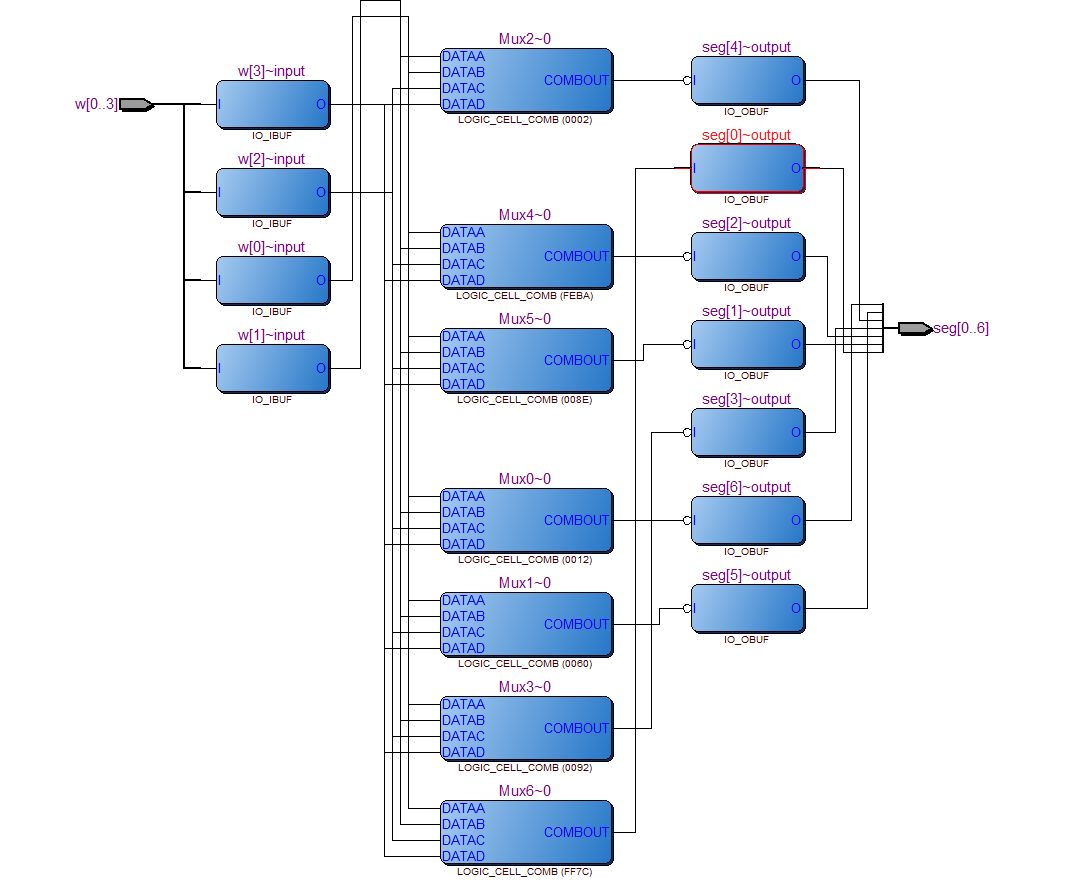 w[0..3]
w[3]~input
I
O
IO_IBUF
w[2]~input
I
O
IO_IBUF
w[0]~input
I
O
IO_IBUF
w[1]~input
I
O
IO_IBUF
Mux2~0
DATAA
DATAB
DATAC
DATAD
COMBOUT
LOGIC_CELL_COMB (0002)
Mux4~0
DATAA
DATAB
DATAC
DATAD
COMBOUT
LOGIC_CELL_COMB (FEBA)
Mux5~0
DATAA
DATAB
DATAC
DATAD
COMBOUT
LOGIC_CELL_COMB (008E)
Mux0~0
DATAA
DATAB
DATAC
DATAD
COMBOUT
LOGIC_CELL_COMB (0012)
Mux1~0
DATAA
DATAB
DATAC
DATAD
COMBOUT
LOGIC_CELL_COMB (0060)
Mux3~0
DATAA
DATAB
DATAC
DATAD
COMBOUT
LOGIC_CELL_COMB (0092)
Mux6~0
DATAA
DATAB
DATAC
DATAD
COMBOUT
LOGIC_CELL_COMB (FF7C)
seg[4]~output
I
O
IO_OBUF
seg[0]~output
I
O
IO_OBUF
seg[2]~output
I
O
IO_OBUF
seg[1]~output
I
O
IO_OBUF
seg[3]~output
I
O
IO_OBUF
seg[6]~output
I
O
IO_OBUF
seg[5]~output
I
O
IO_OBUF
seg[0..6]